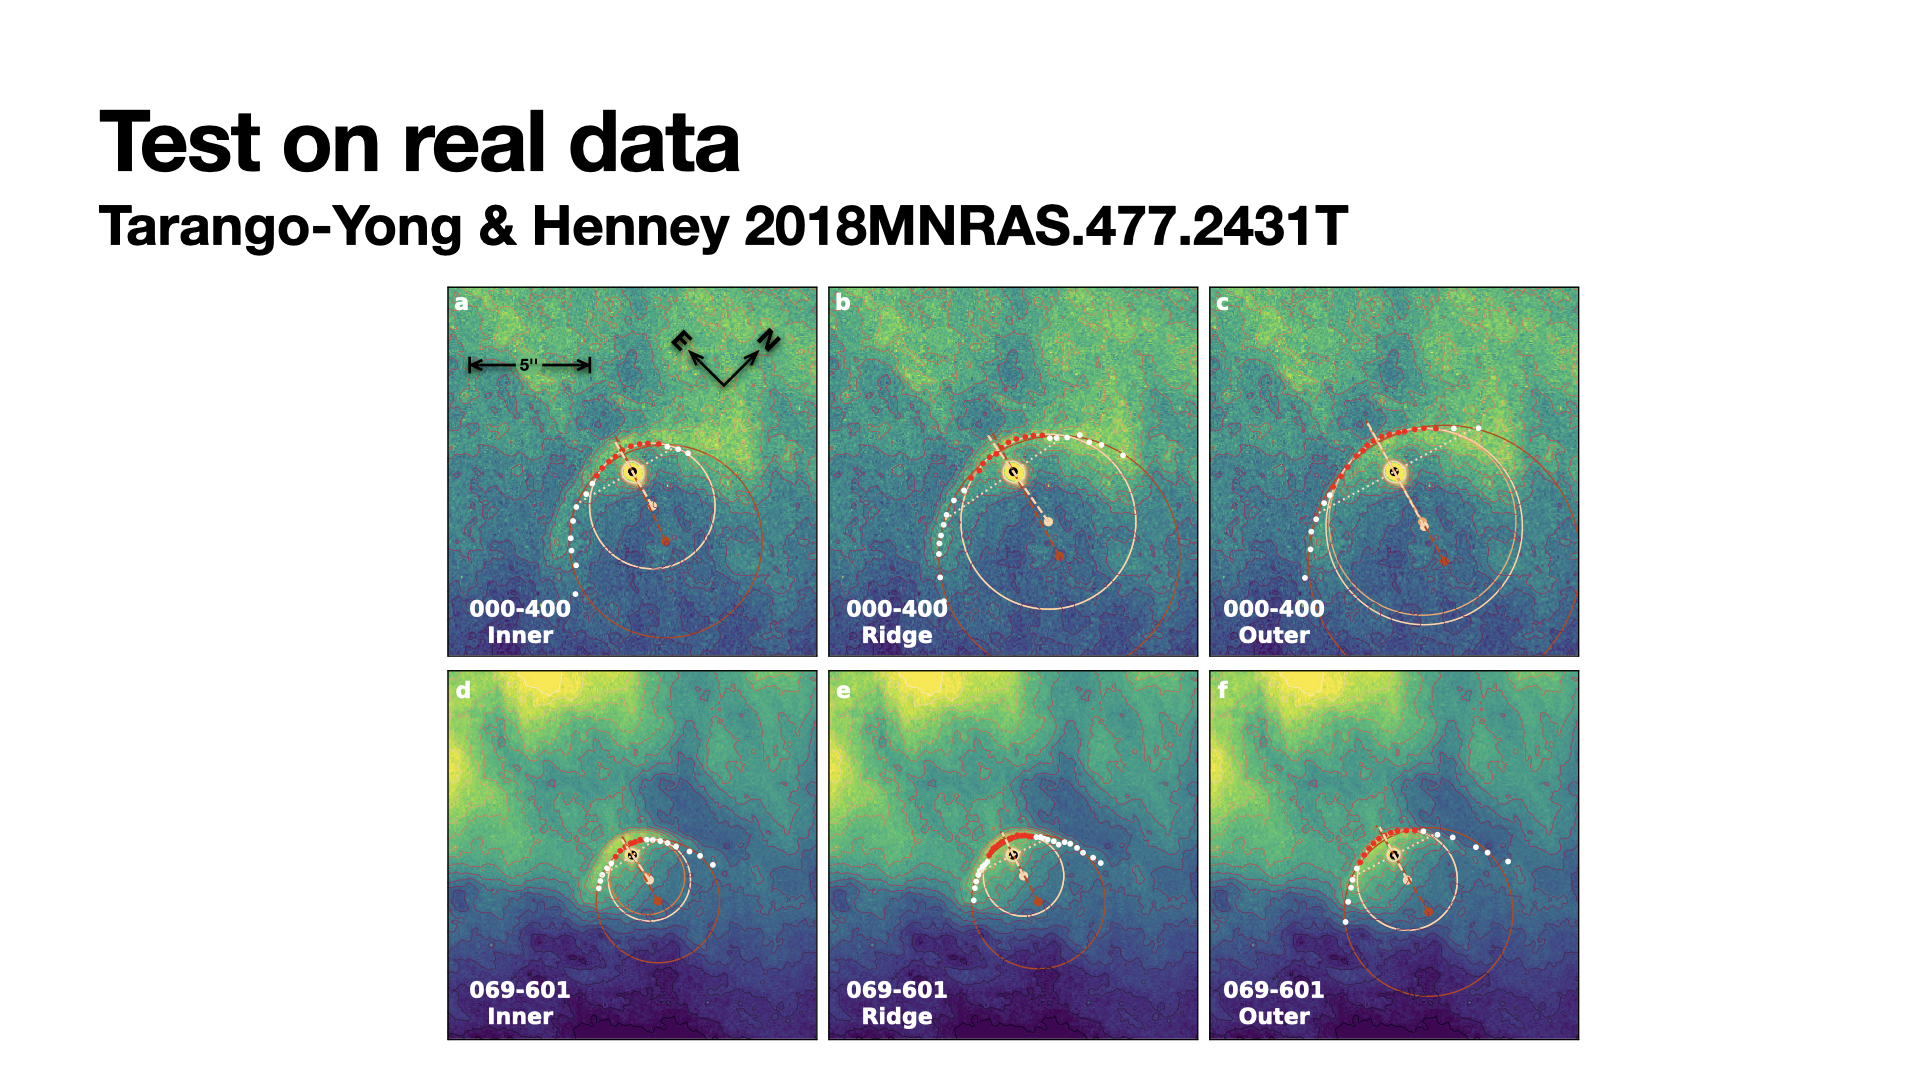 Test on real data
Tarango-Yong & Henney 2018MNRAS.477.2431T
a
E
N
5''
000-400
Inner
b
000-400
Ridge
c
000-400
Outer
d
069-601
Inner
e
069-601
Ridge
f
069-601
Outer